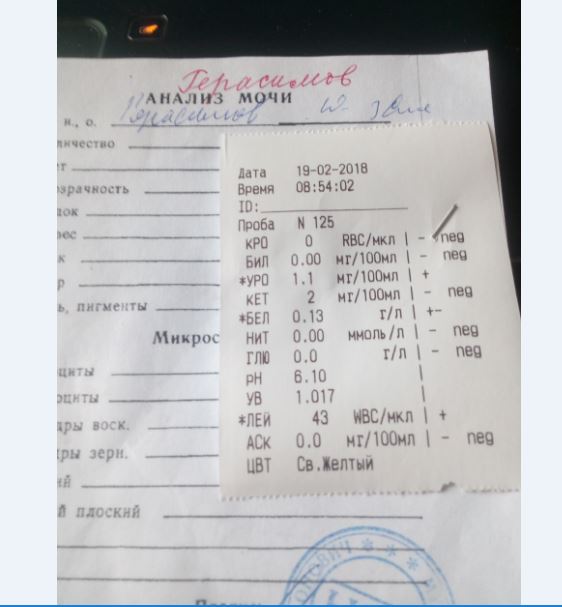 Герасимов
АНАЛИЗ МОЧИ
Герасимов
и., о.
личество
ет
озрачность
док
рес
р
ь, пигменты
Микрос
циты
оциты
дры воск.
дры зерн.
кий
й плоский
Дата 19-02-2018
Время 08:54:02
ID:
Проба N 125
КРО 0 RBC/мкл | - neg
БИЛ 0.00 мг/100мл | - neg
*УРО 1.1 мг/100мл | +
КЕТ 2 мг/100мл | - neg
*БЕЛ 0.13 г/л | +-
НИТ 0.00 ммоль/л | - neg
ГЛЮ 0.0 г/л | - neg
pH 6.10 |
УВ 1.017 |
*ЛЕЙ 43 WBC/мкл | +
АСК 0.0 мг/100мл | - neg
ЦВТ Св.Желтый